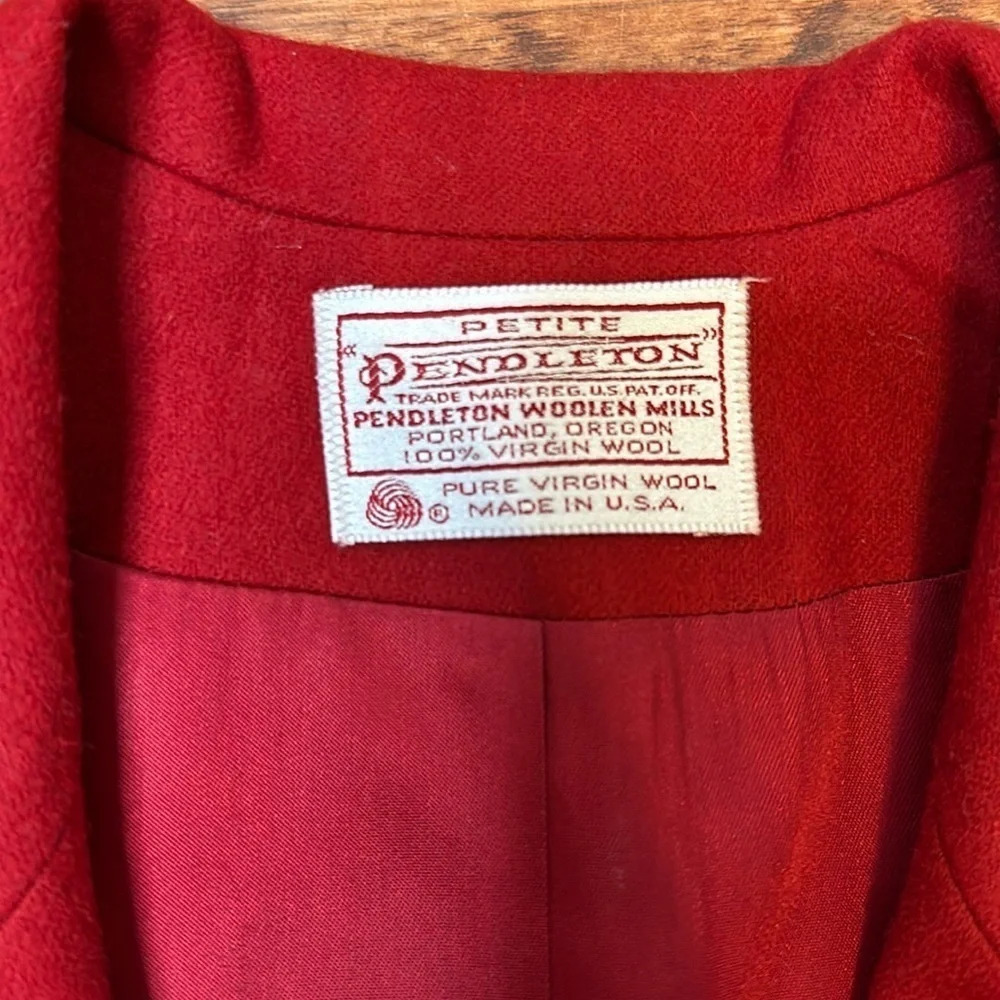 PETITE
"PENDLETON"
TRADE MARK REG. U.S. PAT. OFF.
PENDLETON WOOLEN MILLS
PORTLAND, OREGON
100% VIRGIN WOOL
® PURE VIRGIN WOOL
MADE IN U.S.A.